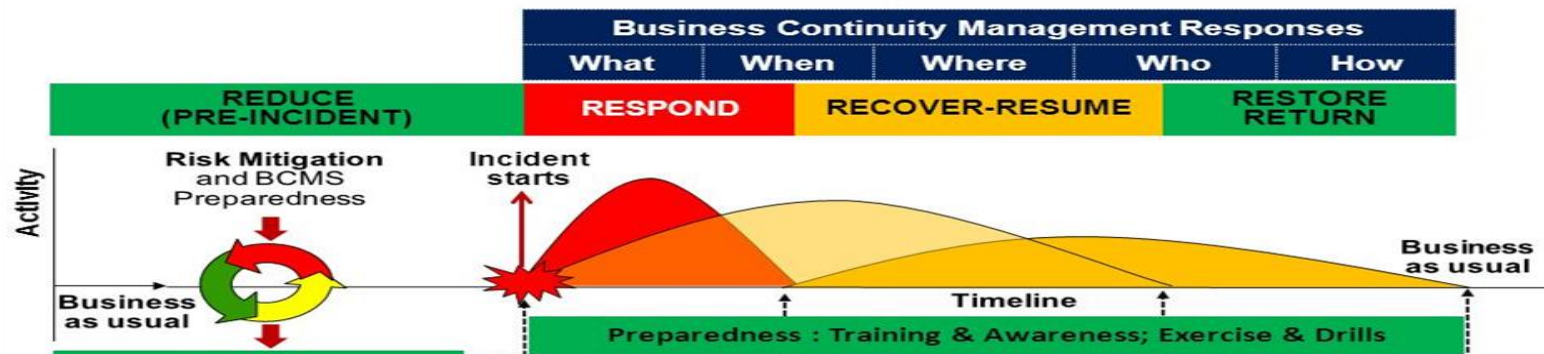 Business Continuity Management Responses
What When Where Who How
REDUCE
(PRE-INCIDENT)
RESPOND
RECOVER-RESUME
RESTORE
RETURN
Activity
Risk Mitigation
and BCMS
Preparedness
Incident
starts
Business
as usual
Timeline
Business
as usual
Preparedness : Training & Awareness; Exercise & Drills